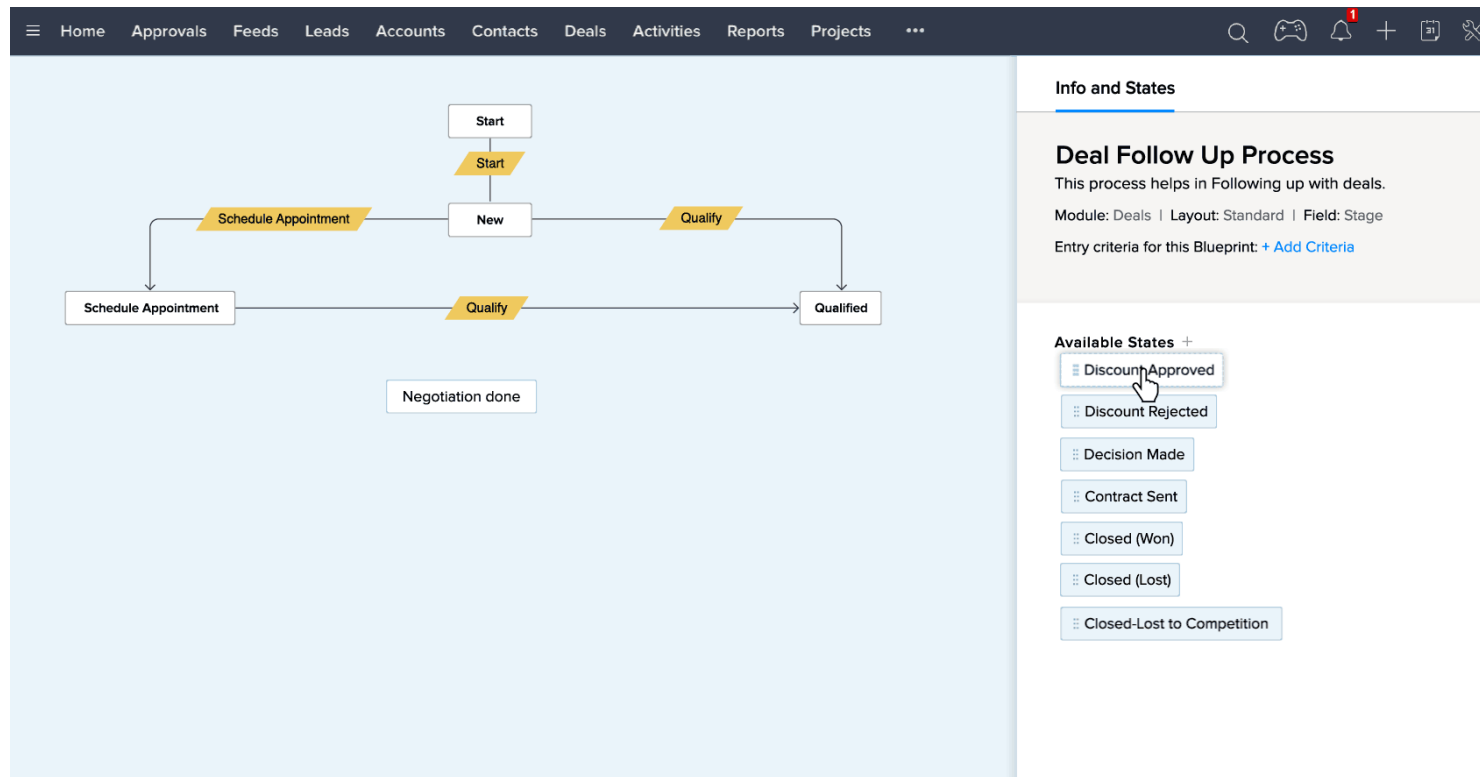 Home Approvals Feeds Leads Accounts Contacts Deals Activities Reports Projects •••
1
31
Start
Start
Schedule Appointment
New
Qualify
Schedule Appointment
Qualify
Qualified
Negotiation done
Info and States
Deal Follow Up Process
This process helps in Following up with deals.
Module: Deals | Layout: Standard | Field: Stage
Entry criteria for this Blueprint: + Add Criteria
Available States +
Discount Approved
Discount Rejected
Decision Made
Contract Sent
Closed (Won)
Closed (Lost)
Closed-Lost to Competition